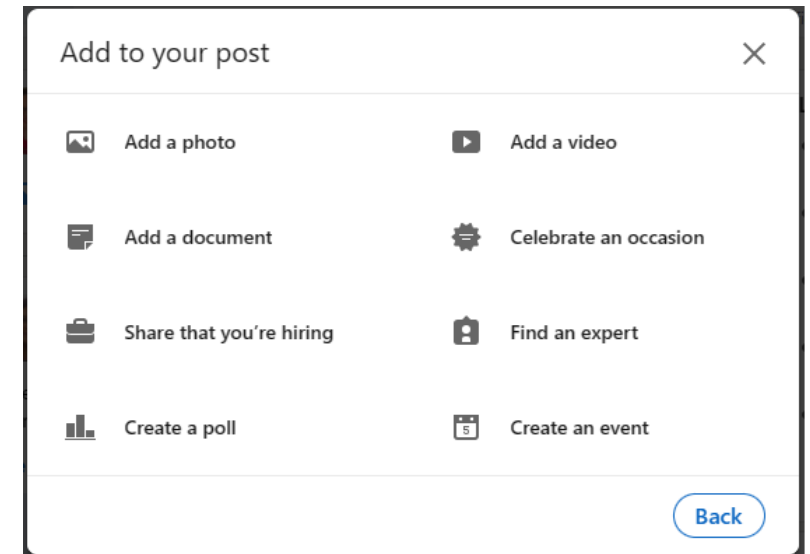 Add to your post
Add a photo
Add a video
Add a document
Celebrate an occasion
Share that you’re hiring
Find an expert
Create a poll
5
Create an event
Back